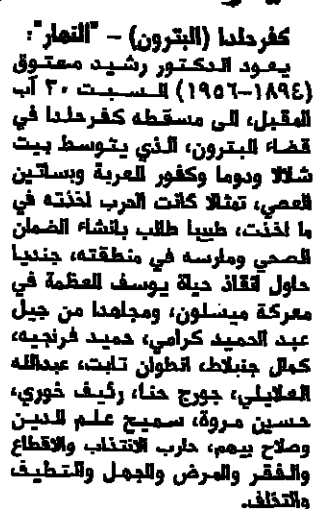 كفرحلدا (البترون) – "النهار":
يعود الدكتور رشيد معتوق
(١٨٩٤–١٩٥٦) السبت ٣٠ آب
المقبل، الى مسقطه كفرحلدا في
قضاء البترون، الذي يتوسط بيت
شلالا ودوما وكفور العربة وبساتين
العصي، تمثالا كانت الحرب اخذته في
ما اخذت، طبيبا طالب بانشاء الضمان
الصحي ومارسه في منطقته، جنديا
حاول انقاذ حياة يوسف العظمة في
معركة ميسلون، ومجاهدا من جيل
عبد الحميد كرامي، حميد فرنجيه،
كمال جنبلاط، انطوان تابت، عبدالله
العلايلي، جورج حنا، رئيف خوري،
حسين مروة، سميح علم الدين
وصلاح بيهم، حارب الانتداب والاقطاع
والفقر والمرض والجهل والتطيف
والتخلف.